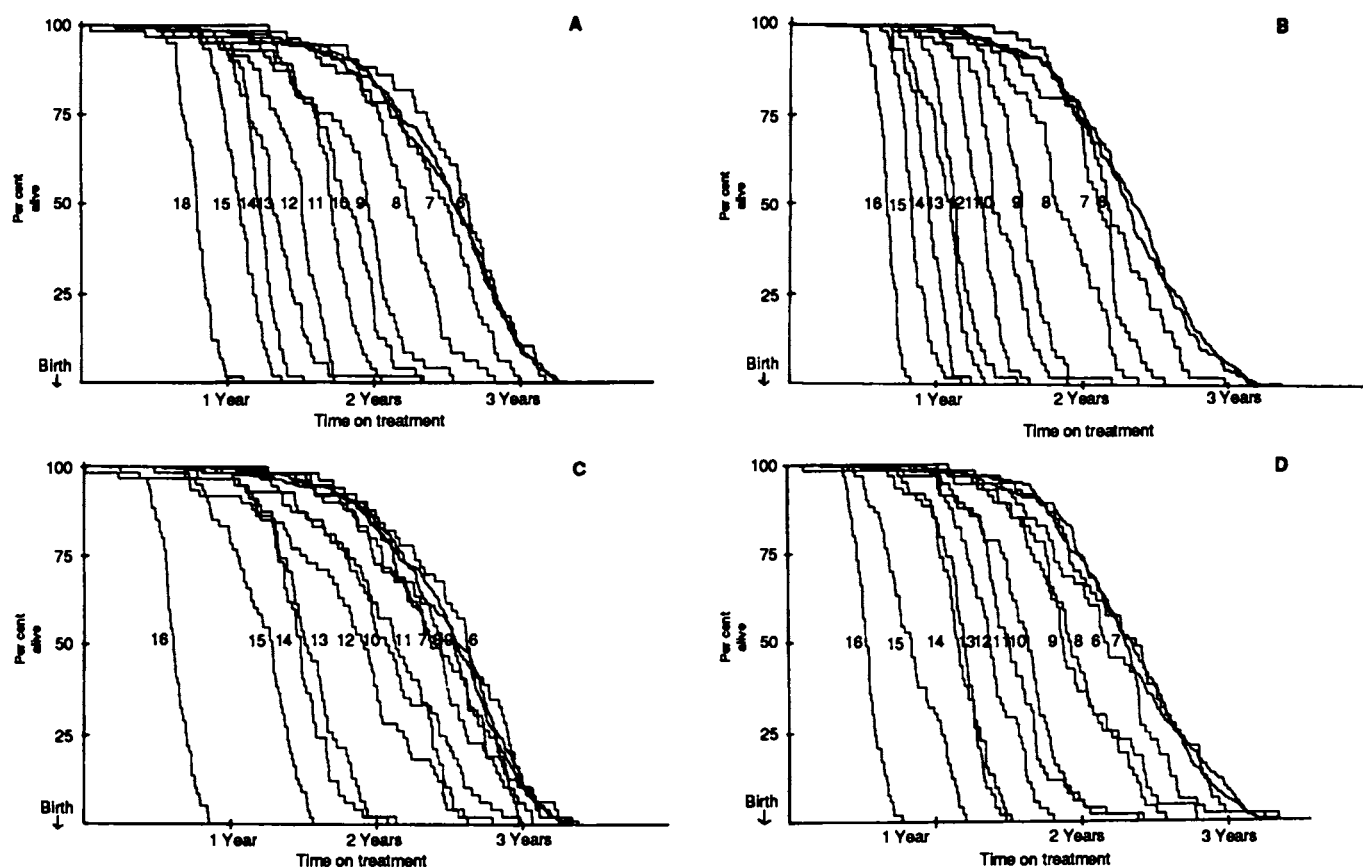 A
100
75
50
25
Per cent
alive
Birth
18 15 14 13 12 11 10 9 8 7 6
1 Year 2 Years 3 Years
Time on treatment
B
100
75
50
25
Per cent
alive
Birth
16 15 14 13 12 11 10 9 8 7 6
1 Year 2 Years 3 Years
Time on treatment
C
100
75
50
25
Per cent
alive
Birth
16 15 14 13 12 10 11 7 9 6
1 Year 2 Years 3 Years
Time on treatment
D
100
75
50
25
Per cent
alive
Birth
16 15 14 13 12 11 10 9 8 6 7
1 Year 2 Years 3 Years
Time on treatment